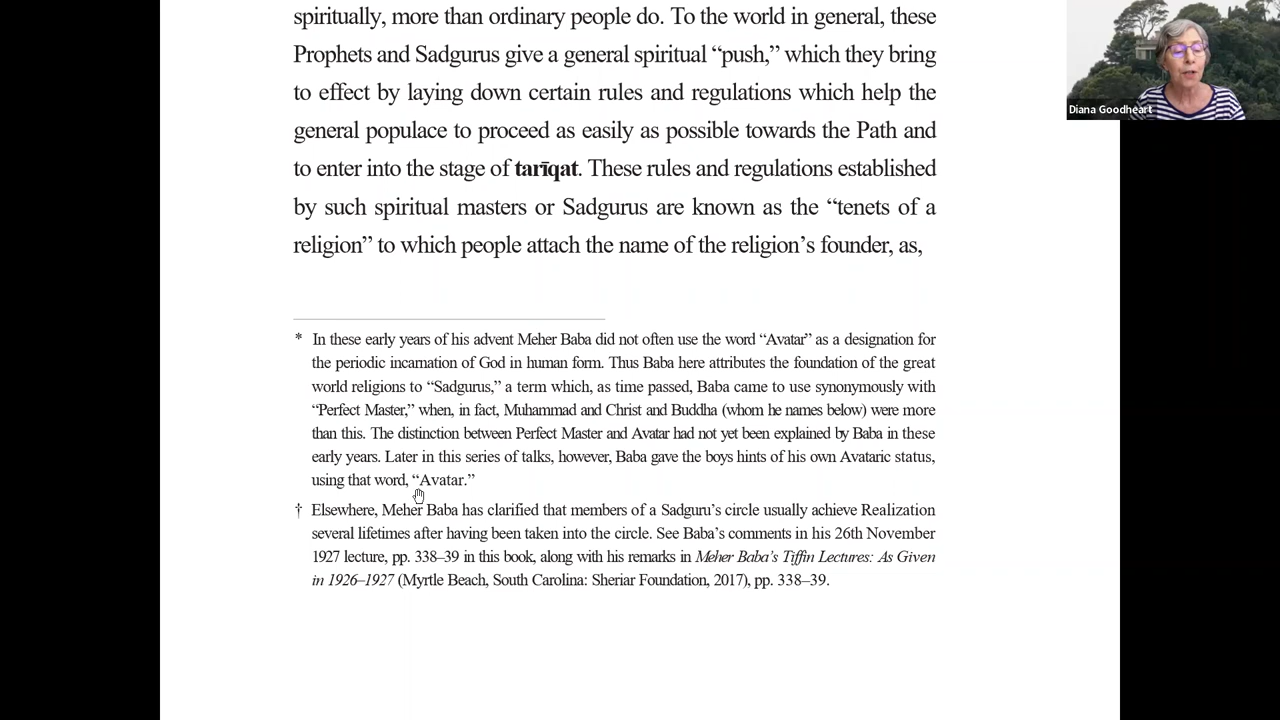 spiritually, more than ordinary people do. To the world in general, these
Prophets and Sadgurus give a general spiritual “push,” which they bring
to effect by laying down certain rules and regulations which help the
general populace to proceed as easily as possible towards the Path and
to enter into the stage of tarīqat. These rules and regulations established
by such spiritual masters or Sadgurus are known as the “tenets of a
religion” to which people attach the name of the religion’s founder, as,
* In these early years of his advent Meher Baba did not often use the word “Avatar” as a designation for
the periodic incarnation of God in human form. Thus Baba here attributes the foundation of the great
world religions to “Sadgurus,” a term which, as time passed, Baba came to use synonymously with
“Perfect Master,” when, in fact, Muhammad and Christ and Buddha (whom he names below) were more
than this. The distinction between Perfect Master and Avatar had not yet been explained by Baba in these
early years. Later in this series of talks, however, Baba gave the boys hints of his own Avataric status,
using that word, “Avatar.”
† Elsewhere, Meher Baba has clarified that members of a Sadguru’s circle usually achieve Realization
several lifetimes after having been taken into the circle. See Baba’s comments in his 26th November
1927 lecture, pp. 338–39 in this book, along with his remarks in Meher Baba’s Tiffin Lectures: As Given
in 1926–1927 (Myrtle Beach, South Carolina: Sheriar Foundation, 2017), pp. 338–39.
Diana Goodheart